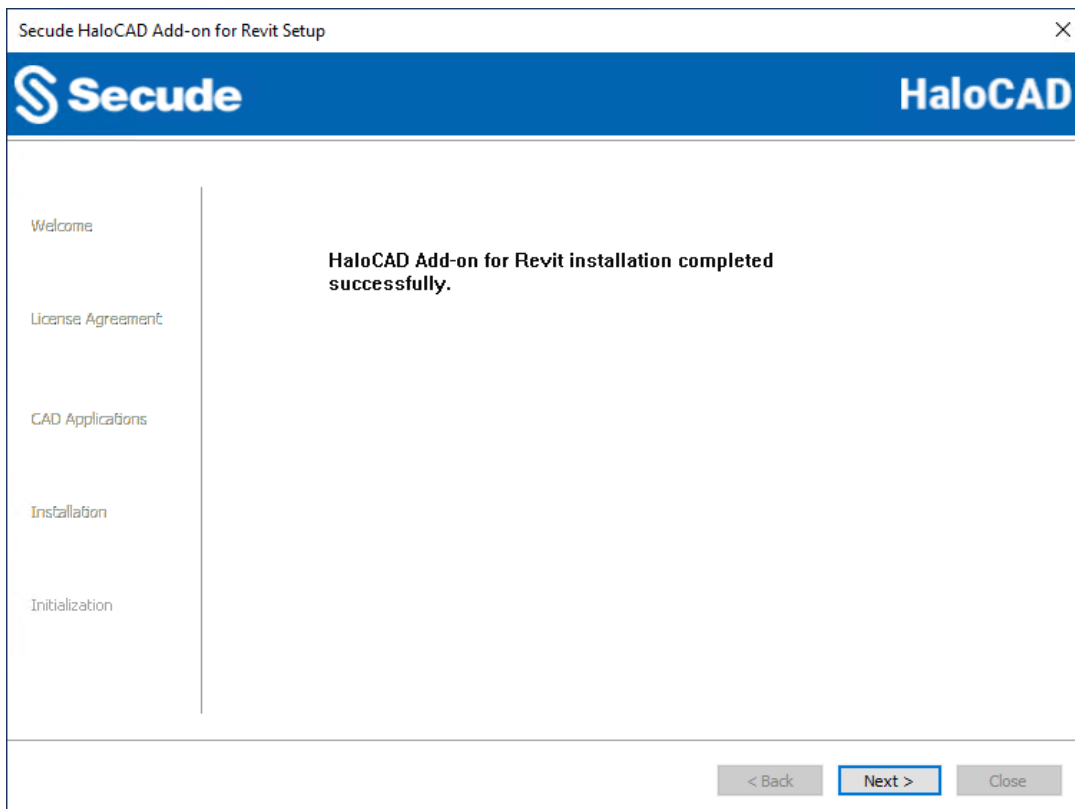 Secude HaloCAD Add-on for Revit Setup
Secude
HaloCAD
Welcome
License Agreement
CAD Applications
Installation
Initialization
HaloCAD Add-on for Revit installation completed
successfully.
< Back
Next >
Close